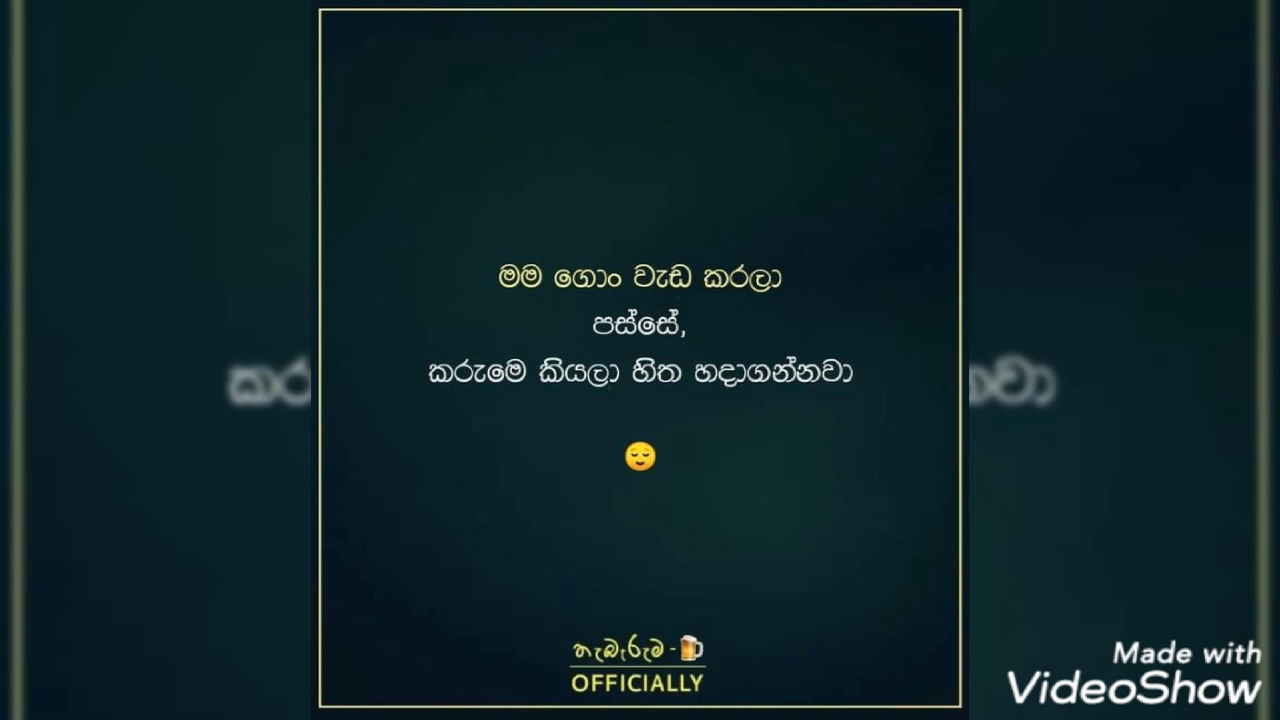 මම ගොං වැඩ කරලා
පස්සේ,
කරුමෙ කියලා හිත හදාගන්නවා
තැබැරුම -
OFFICIALLY
Made with
VideoShow